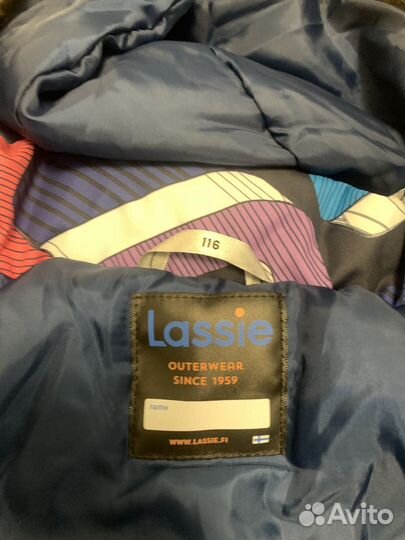 116
Lassie
OUTERWEAR
SINCE 1959
name
WWW.LASSIE.FI
Avito